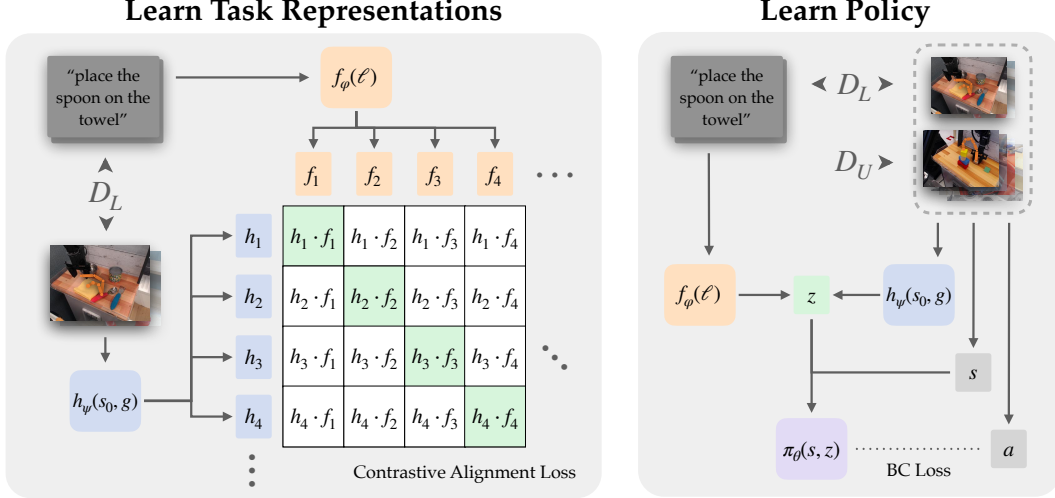 Learn Task Representations
“place the
spoon on the
towel”
f_φ(ℓ)
D_L
f_1 f_2 f_3 f_4 ···
h_1
h_2
h_3
h_4
h_1 · f_1 h_1 · f_2 h_1 · f_3 h_1 · f_4
h_2 · f_1 h_2 · f_2 h_2 · f_3 h_2 · f_4
h_3 · f_1 h_3 · f_2 h_3 · f_3 h_3 · f_4
h_4 · f_1 h_4 · f_2 h_4 · f_3 h_4 · f_4
h_ψ(s_0, g)
Contrastive Alignment Loss
Learn Policy
“place the
spoon on the
towel”
D_L
D_U
f_φ(ℓ)
z
h_ψ(s_0, g)
s
π_θ(s, z)
a
BC Loss